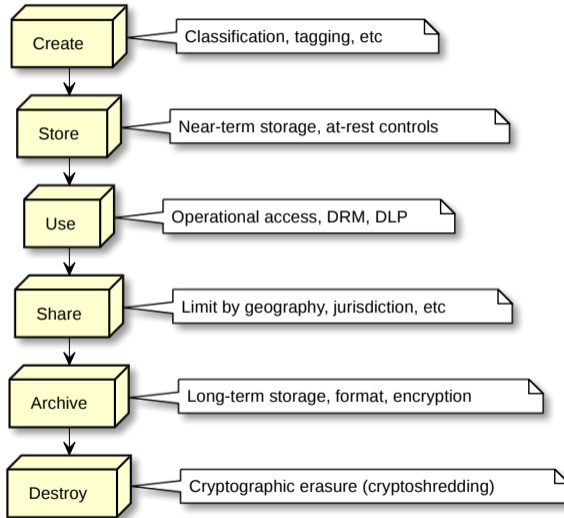 Create
Classification, tagging, etc
Store
Near-term storage, at-rest controls
Use
Operational access, DRM, DLP
Share
Limit by geography, jurisdiction, etc
Archive
Long-term storage, format, encryption
Destroy
Cryptographic erasure (cryptoshredding)